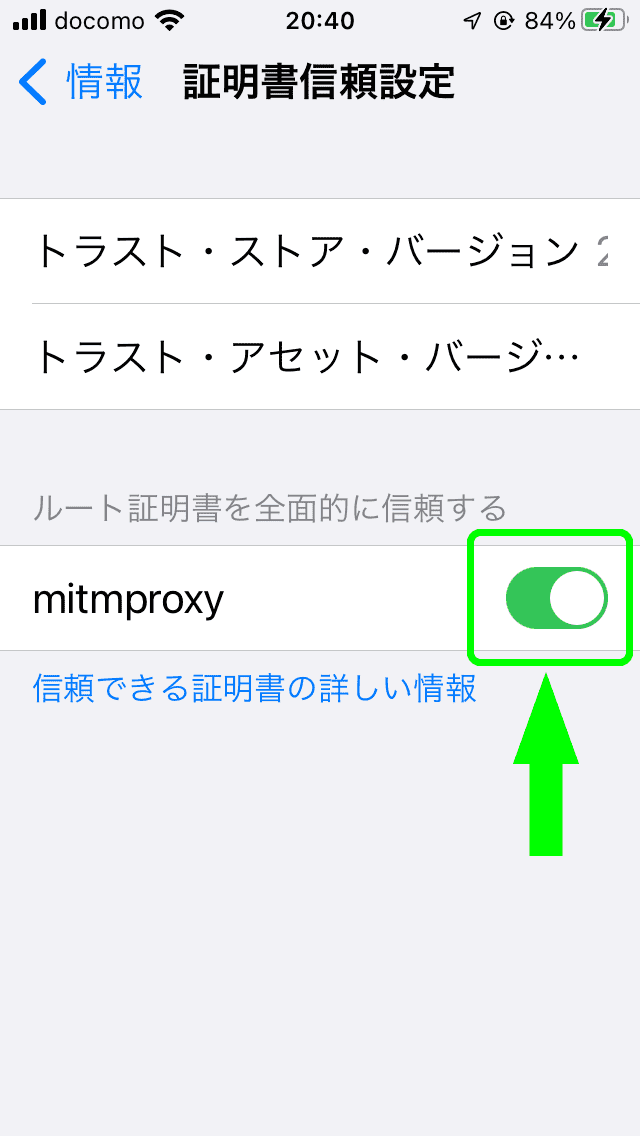 docomo 20:40 84%
情報 証明書信頼設定
トラスト・ストア・バージョン
トラスト・アセット・バージ…
ルート証明書を全面的に信頼する
mitmproxy
信頼できる証明書の詳しい情報